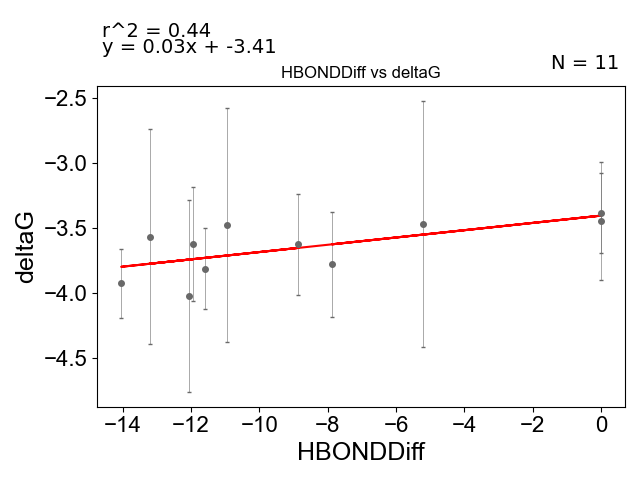 r^2 = 0.44
y = 0.03x + -3.41
N = 11
HBONDDiff vs deltaG
−2.5
−3.0
−3.5
−4.0
−4.5
deltaG
−14
−12
−10
−8
−6
−4
−2
0
HBONDDiff